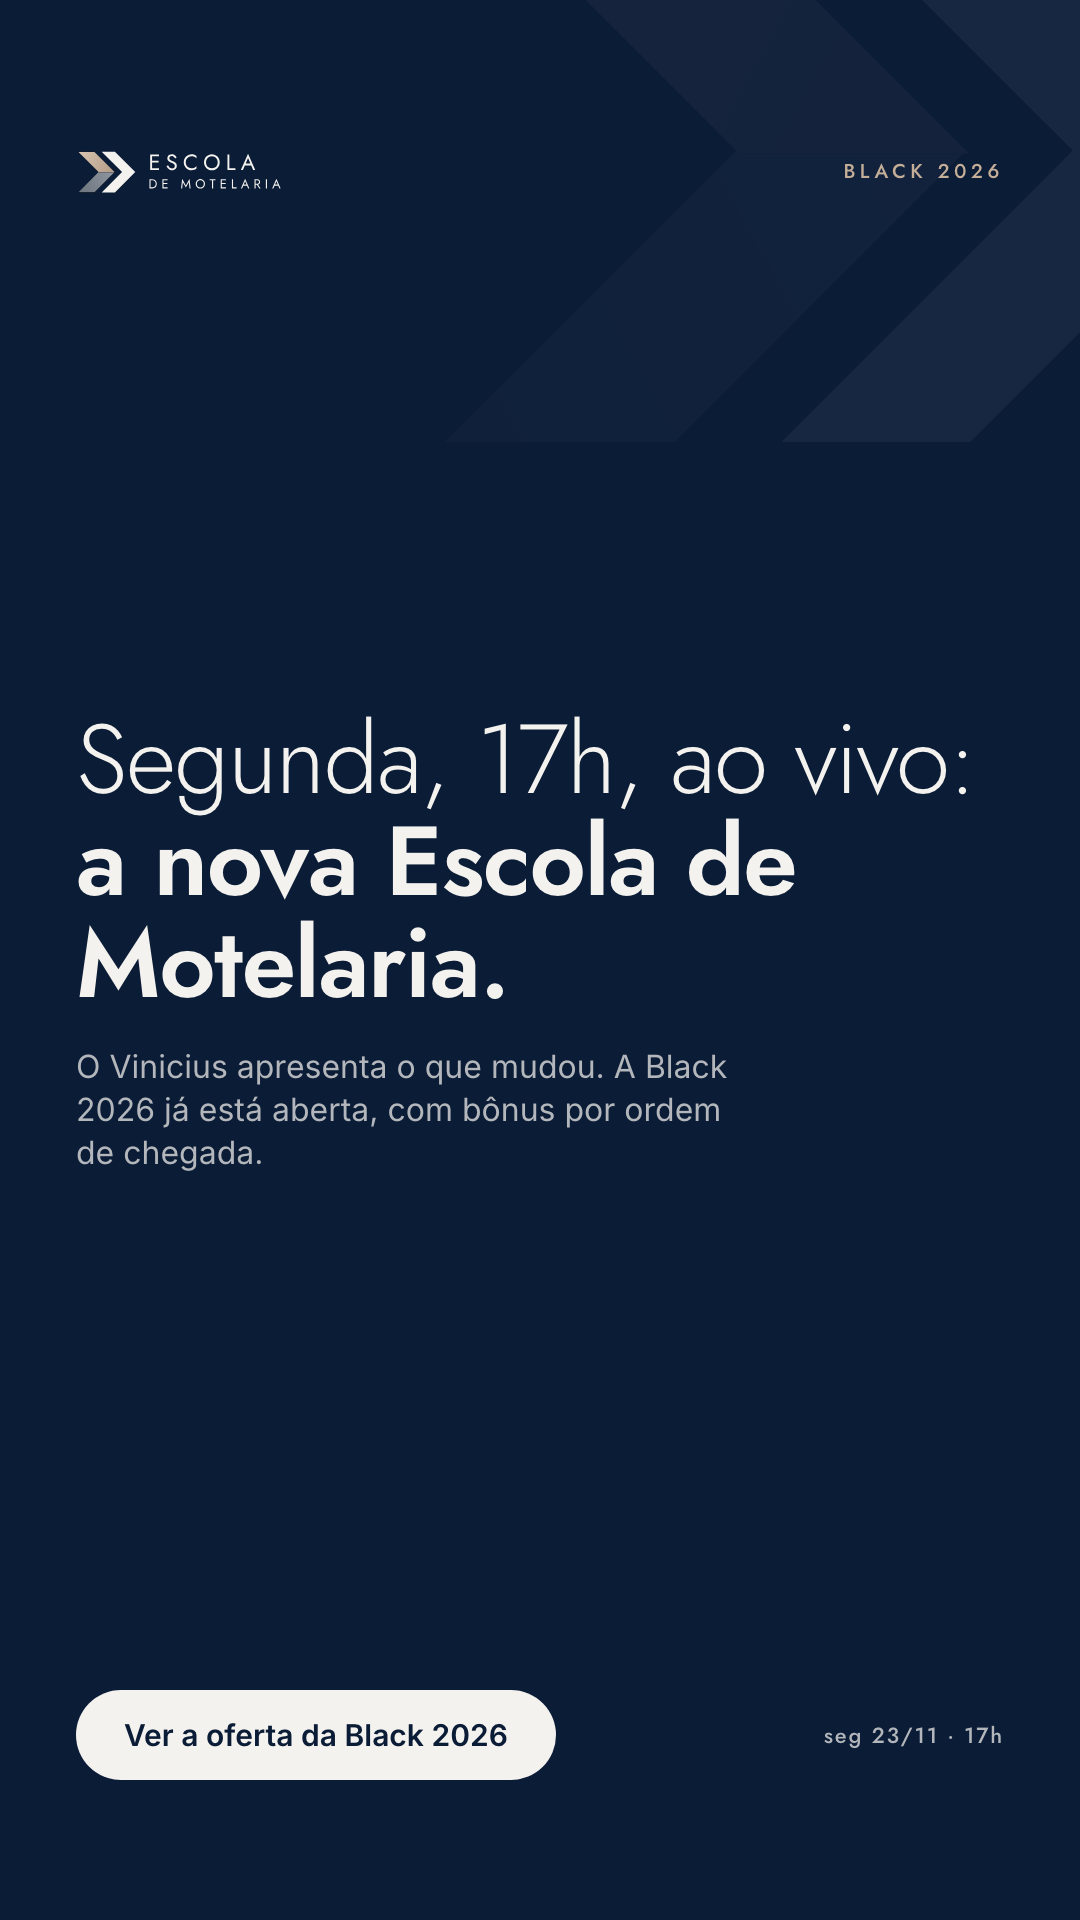 ESCOLA
DE MOTELARIA
BLACK 2026
Segunda, 17h, ao vivo:
a nova Escola de
Motelaria.
O Vinicius apresenta o que mudou. A Black
2026 já está aberta, com bônus por ordem
de chegada.
Ver a oferta da Black 2026
seg 23/11 · 17h